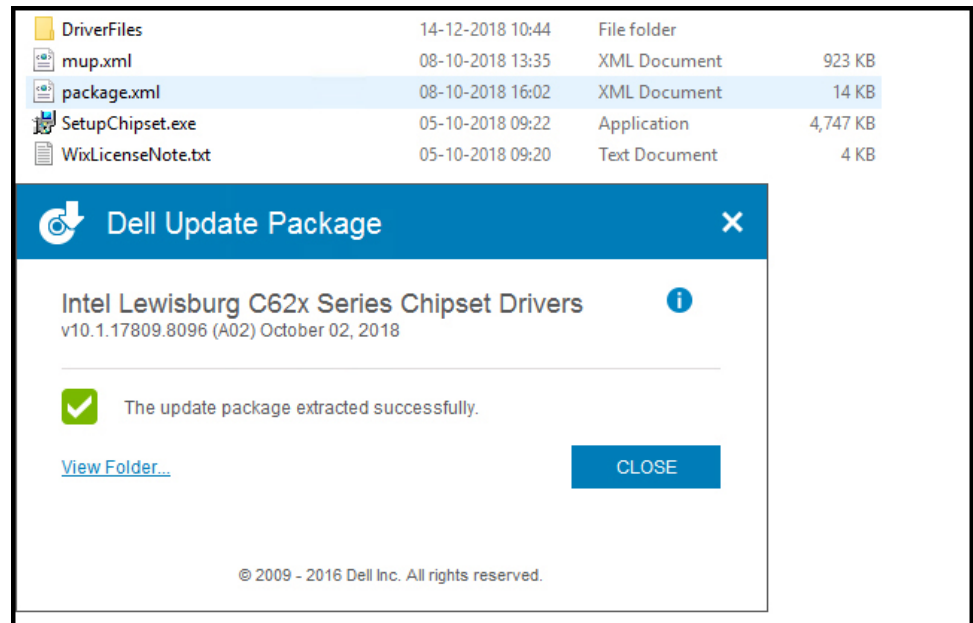 DriverFiles 14-12-2018 10:44 File folder
mup.xml 08-10-2018 13:35 XML Document 923 KB
package.xml 08-10-2018 16:02 XML Document 14 KB
SetupChipset.exe 05-10-2018 09:22 Application 4,747 KB
WixLicenseNote.txt 05-10-2018 09:20 Text Document 4 KB
Dell Update Package
Intel Lewisburg C62x Series Chipset Drivers
v10.1.17809.8096 (A02) October 02, 2018
The update package extracted successfully.
View Folder...
CLOSE
© 2009 - 2016 Dell Inc. All rights reserved.